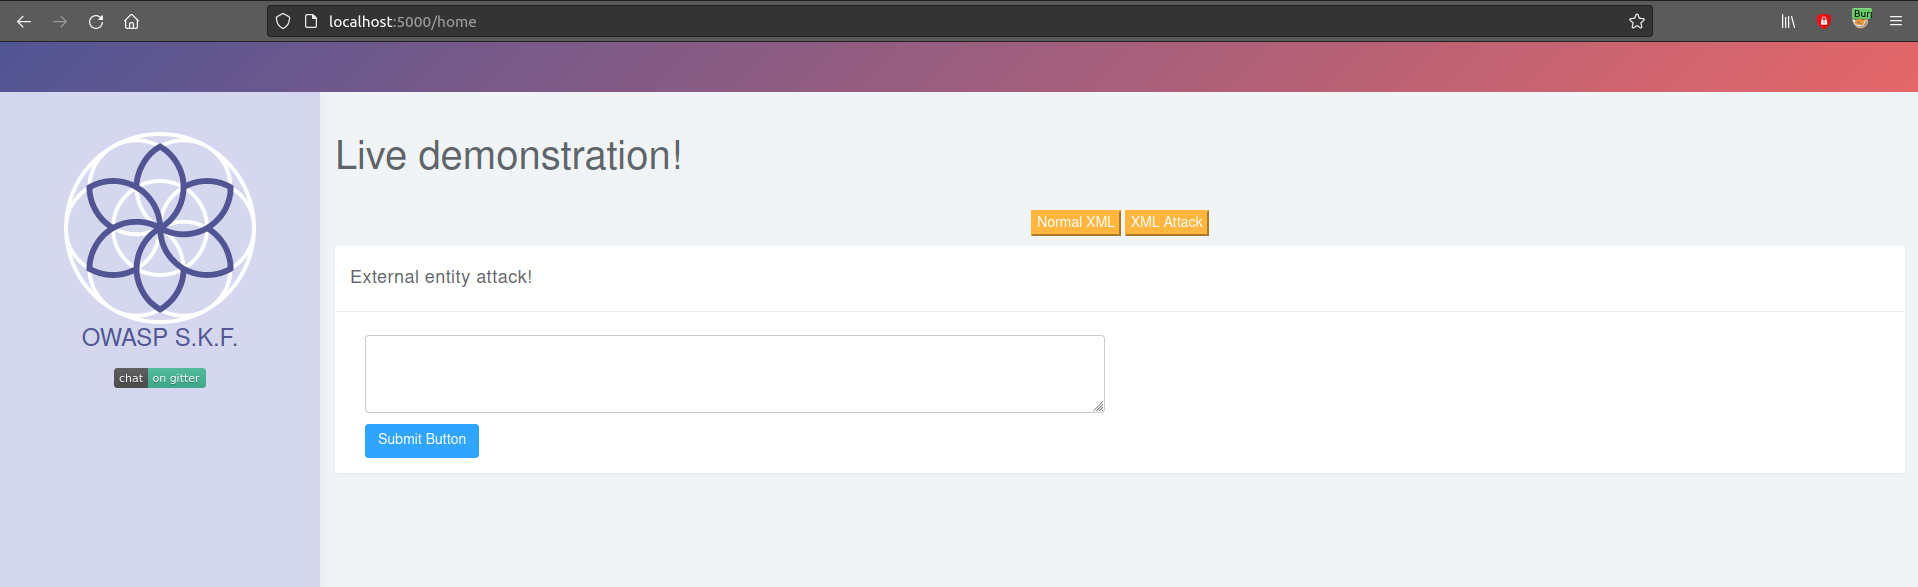 localhost:5000/home
Bur
Live demonstration!
Normal XML XML Attack
External entity attack!
OWASP S.K.F.
chat on gitter
Submit Button